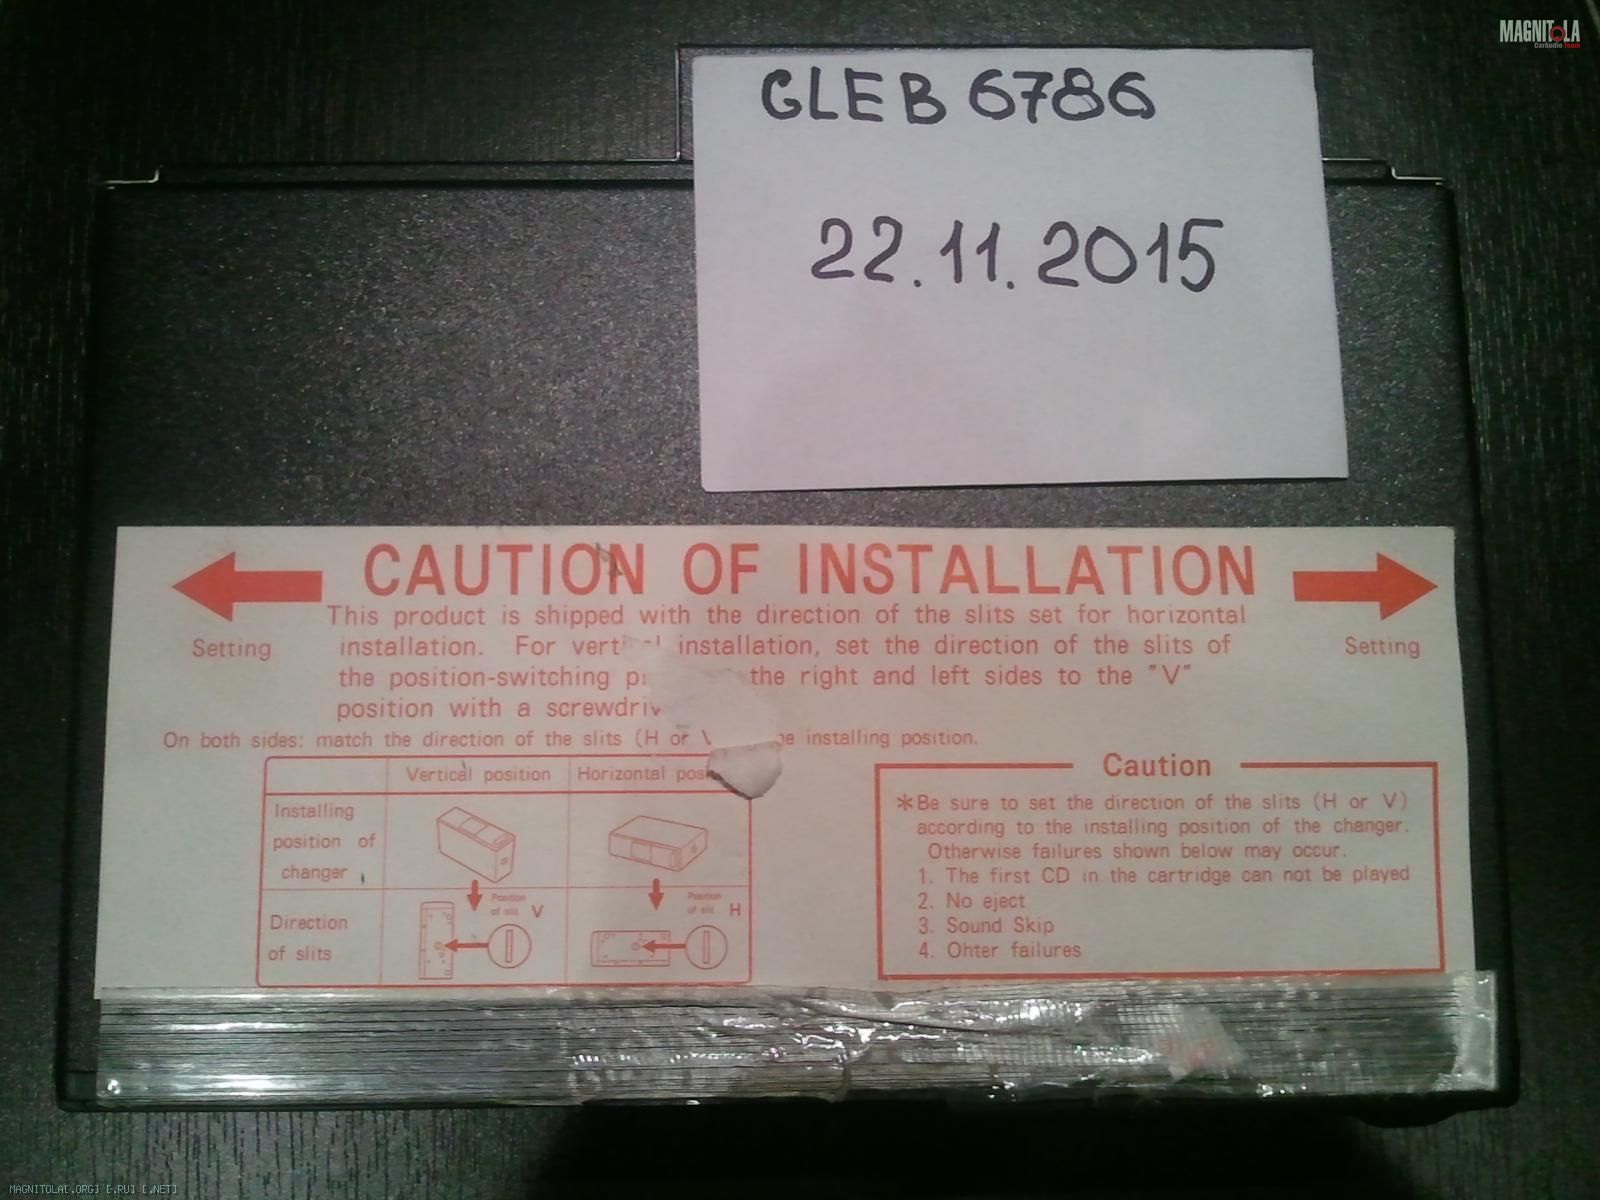 MAGNITOLA
CarAudio Team
GLEB 6786
22.11.2015
CAUTION OF INSTALLATION
Setting
This product is shipped with the direction of the slits set for horizontal
installation. For vertical installation, set the direction of the slits of
the position-switching the right and left sides to the "V"
position with a
On both sides: match the direction of the slits (H or installing position.
Setting
Vertical position
Horizontal
Installing
position of
changer
Direction
of slits
Position
of slit V
Position
of slit H
Caution
*Be sure to set the direction of the slits (H or V)
according to the installing position of the changer.
Otherwise failures shown below may occur.
1. The first CD in the cartridge can not be played
2. No eject
3. Sound Skip
4. Ohter failures
MAGNITOLA[.ORG] [.RU] [.NET]